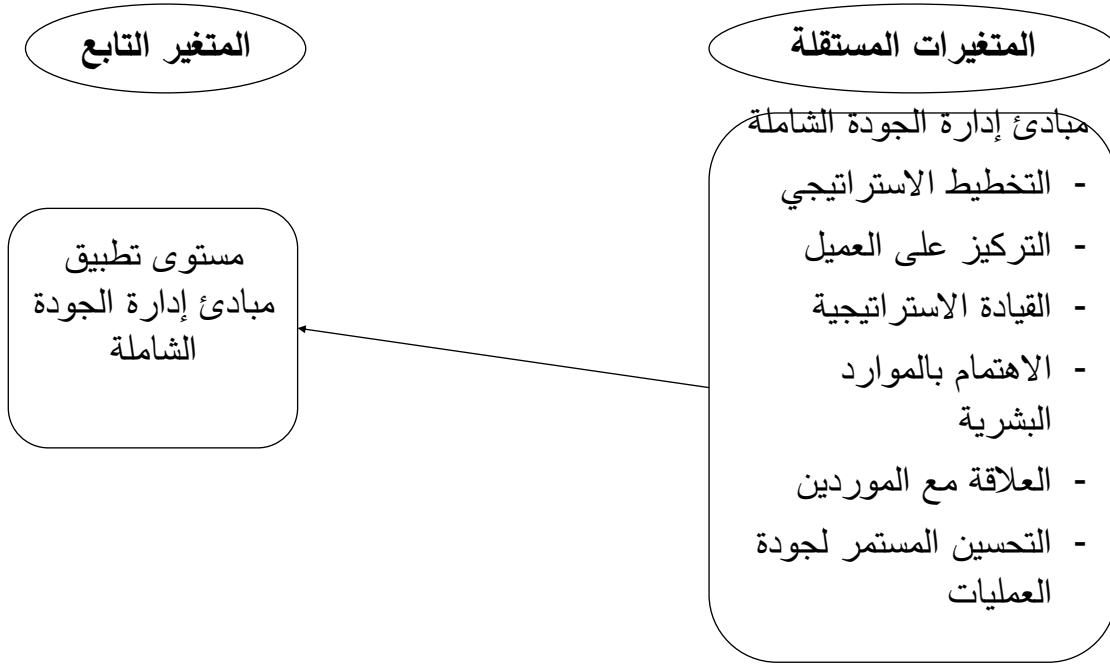 المتغيرات المستقلة
مبادئ إدارة الجودة الشاملة
- التخطيط الاستراتيجي
- التركيز على العميل
- القيادة الاستراتيجية
- الاهتمام بالموارد
البشرية
- العلاقة مع الموردين
- التحسين المستمر لجودة
العمليات
المتغير التابع
مستوى تطبيق
مبادئ إدارة الجودة
الشاملة